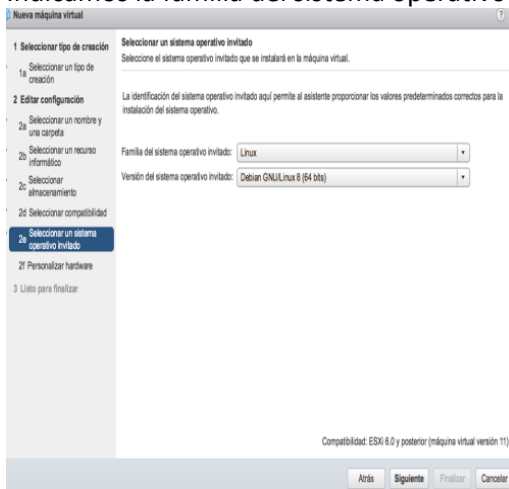 Indicamos la familia del sistema operativo
Nueva máquina virtual
?
1 Seleccionar tipo de creación
1a Seleccionar un tipo de
creación
2 Editar configuración
2a Seleccionar un nombre y
una carpeta
2b Seleccionar un recurso
informático
2c Seleccionar
almacenamiento
2d Seleccionar compatibilidad
2e Seleccionar un sistema
operativo invitado
2f Personalizar hardware
3 Listo para finalizar
Seleccionar un sistema operativo invitado
Seleccione el sistema operativo invitado que se instalará en la máquina virtual.
La identificación del sistema operativo invitado aquí permite al asistente proporcionar los valores predeterminados correctos para la
instalación del sistema operativo.
Familia del sistema operativo invitado: Linux
Versión del sistema operativo invitado: Debian GNU/Linux 8 (64 bits)
Compatibilidad: ESXi 6.0 y posterior (máquina virtual versión 11)
Atrás Siguiente Finalizar Cancelar